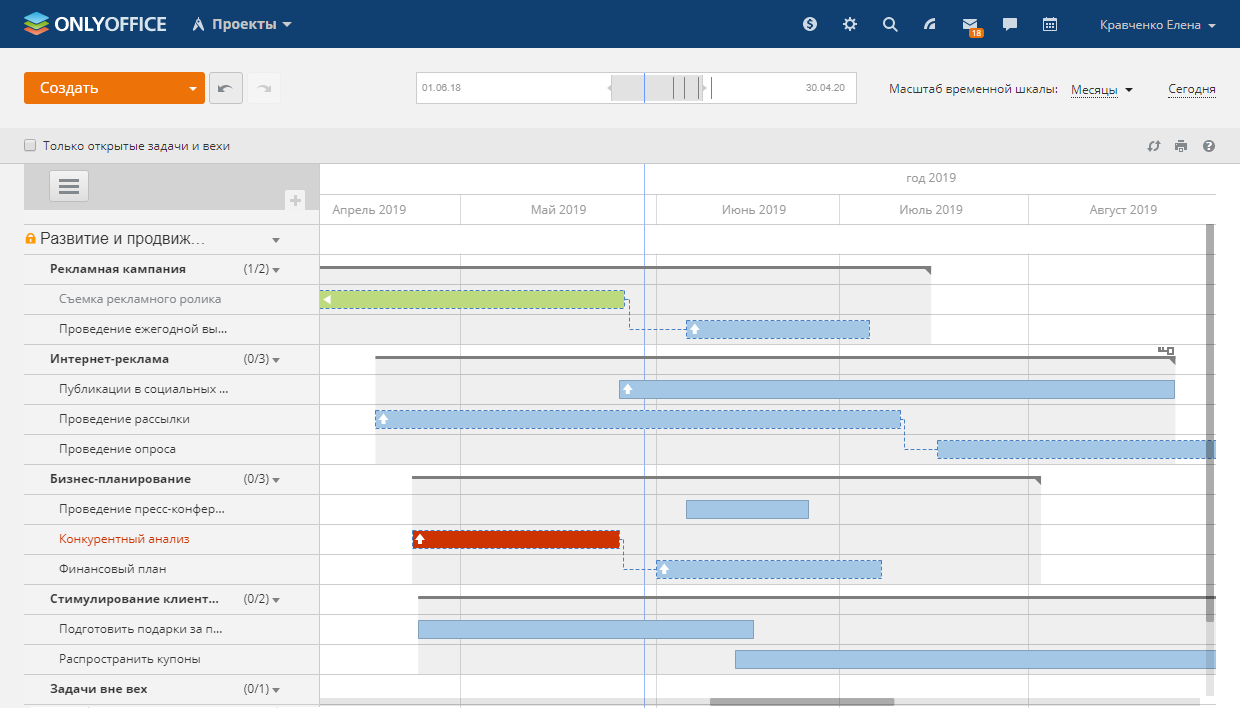 ONLYOFFICE Проекты 18 Кравченко Елена
Создать 01.06.18 30.04.20 Масштаб временной шкалы: Месяцы Сегодня
Только открытые задачи и вехи
год 2019
Апрель 2019 Май 2019 Июнь 2019 Июль 2019 Август 2019
Развитие и продвиж...
Рекламная кампания (1/2)
Съемка рекламного ролика
Проведение ежегодной вы...
Интернет-реклама (0/3)
Публикации в социальных ...
Проведение рассылки
Проведение опроса
Бизнес-планирование (0/3)
Проведение пресс-конфер...
Конкурентный анализ
Финансовый план
Стимулирование клиент... (0/2)
Подготовить подарки за п...
Распространить купоны
Задачи вне вех (0/1)